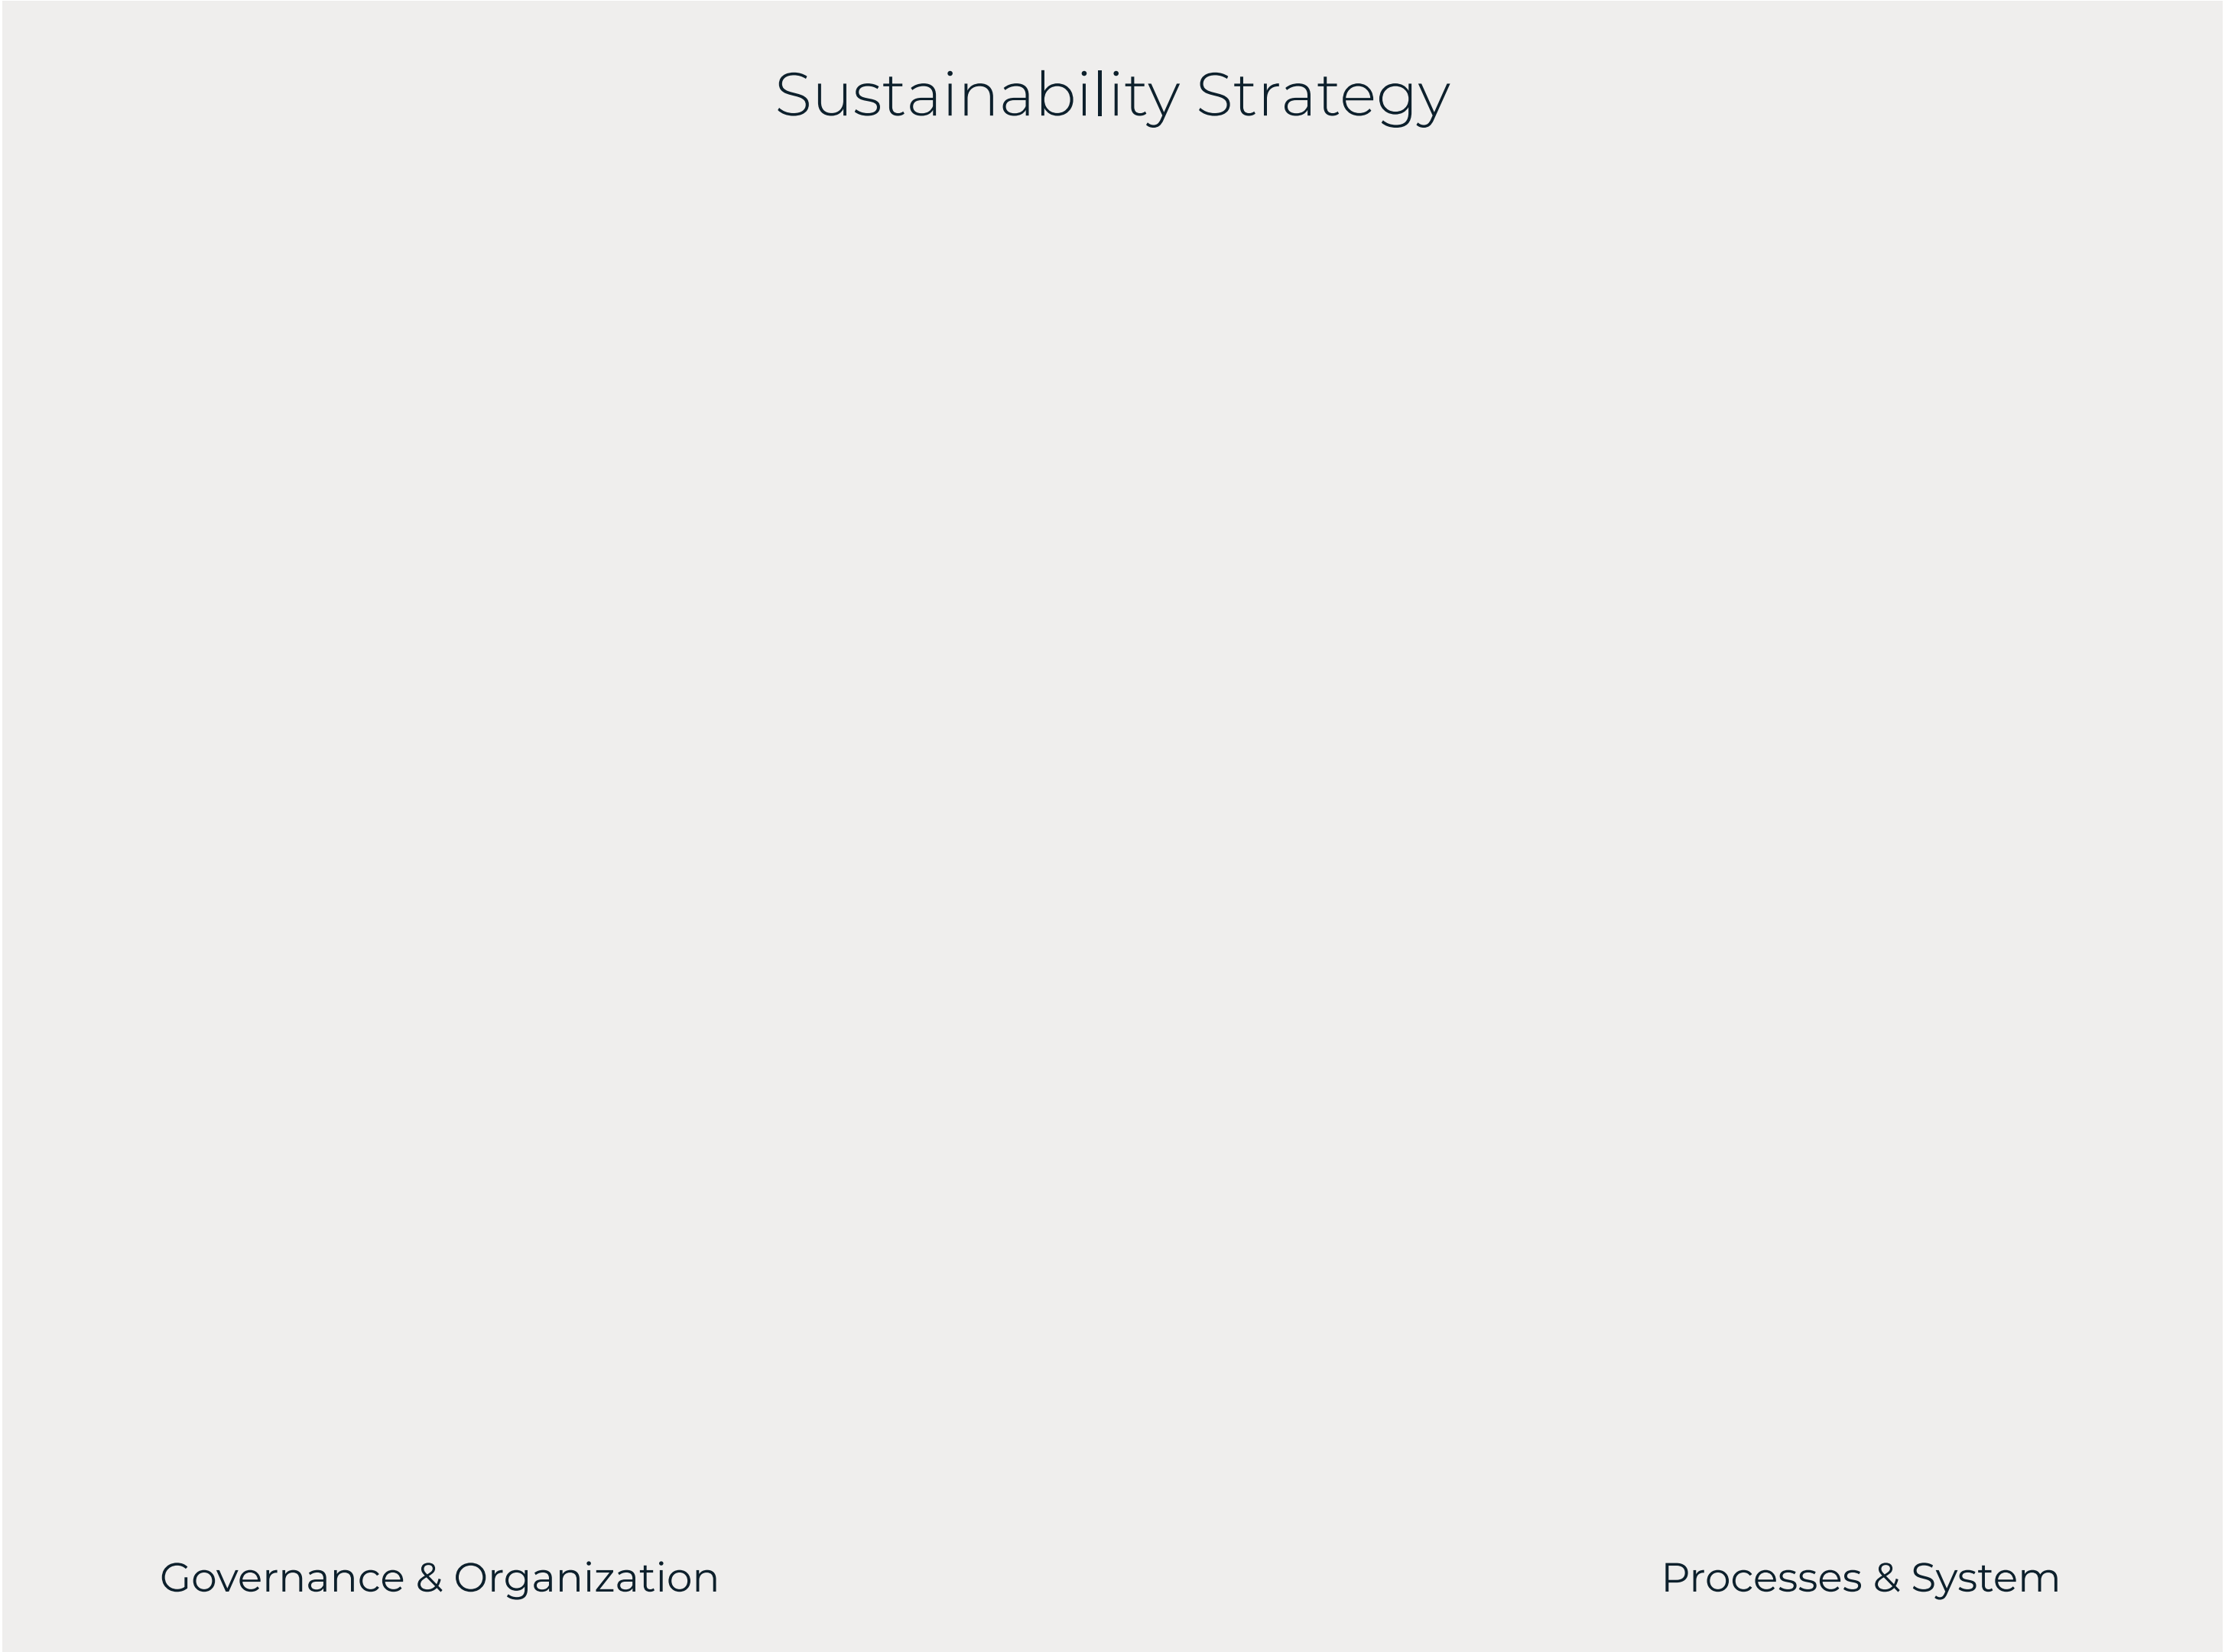 Sustainability Strategy
Governance & Organization
Processes & System